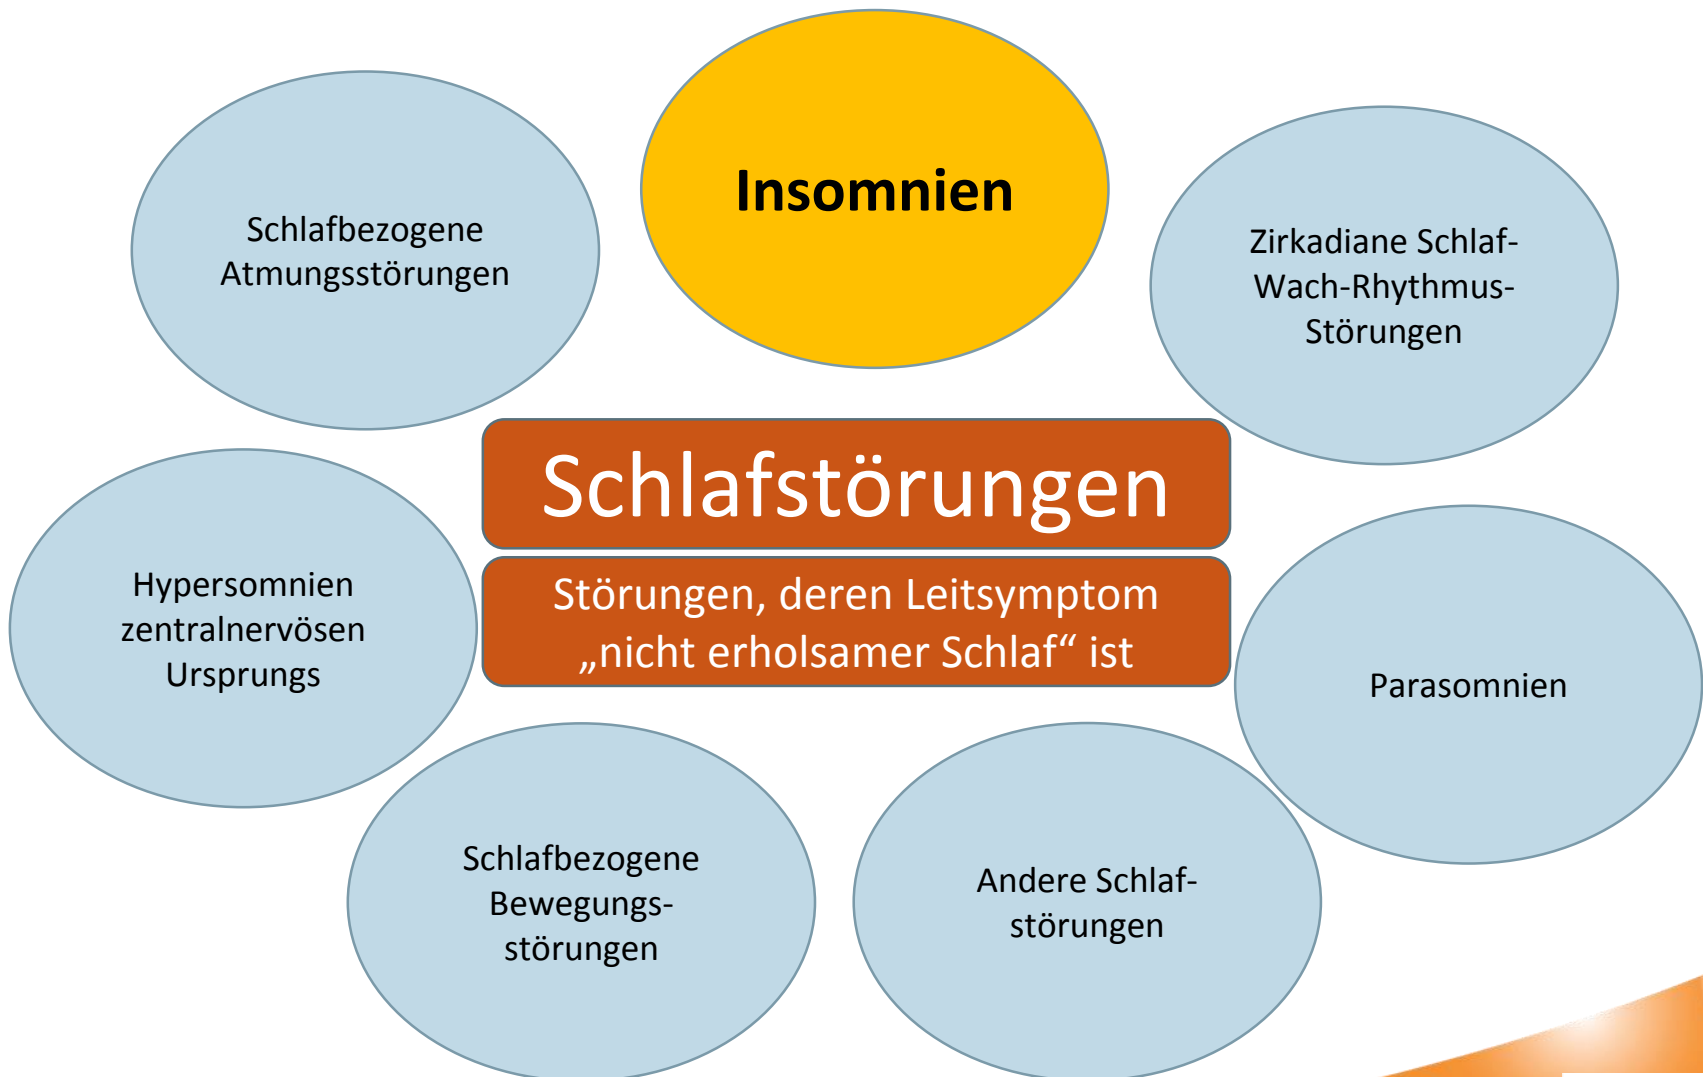 Insomnien
Schlafbezogene
Atmungsstörungen
Zirkadiane Schlaf-
Wach-Rhythmus-
Störungen
Schlafstörungen
Störungen, deren Leitsymptom
„nicht erholsamer Schlaf“ ist
Hypersomnien
zentralnervösen
Ursprungs
Parasomnien
Schlafbezogene
Bewegungs-
störungen
Andere Schlaf-
störungen